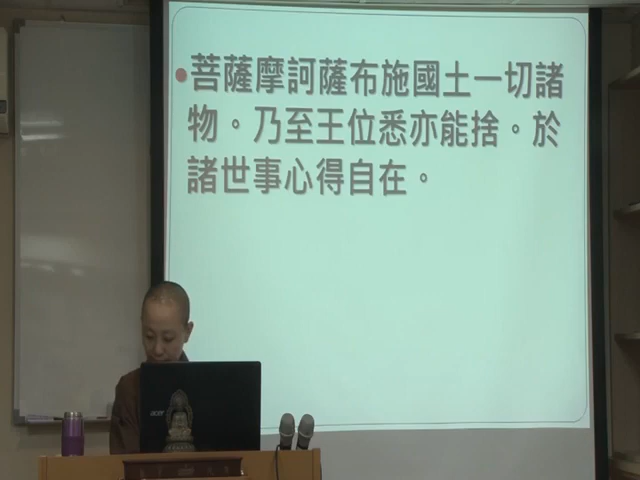 •菩薩摩訶薩布施國土一切諸
物。乃至王位悉亦能捨。於
諸世事心得自在。
acer